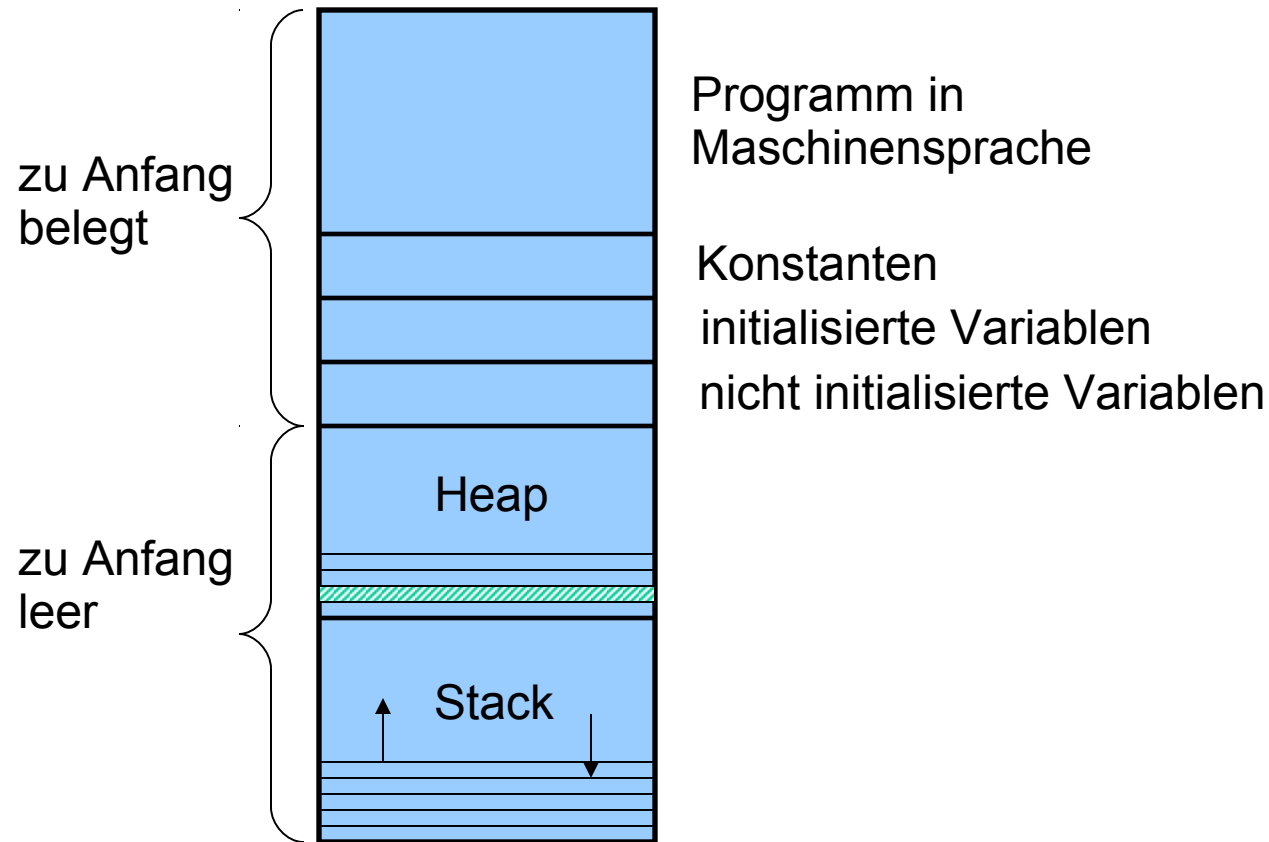 zu Anfang
belegt
Programm in
Maschinensprache
Konstanten
initialisierte Variablen
nicht initialisierte Variablen
zu Anfang
leer
Heap
Stack